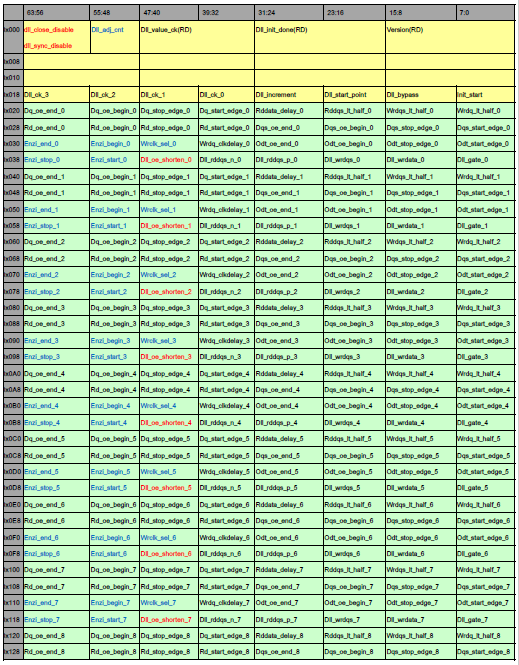 63:56 55:48 47:40 39:32 31:24 23:16 15:8 7:0
0x000 dll_close_disable Dll_adj_cnt Dll_value_ck(RD) Dll_init_done(RD) Version(RD)
dll_sync_disable
0x008
0x010
0x018 Dll_ck_3 Dll_ck_2 Dll_ck_1 Dll_ck_0 Dll_increment Dll_start_point Dll_bypass Init_start
0x020 Dq_oe_end_0 Dq_oe_begin_0 Dq_stop_edge_0 Dq_start_edge_0 Rddata_delay_0 Rddqs_lt_half_0 Wrdqs_lt_half_0 Wrdq_lt_half_0
0x028 Rd_oe_end_0 Rd_oe_begin_0 Rd_stop_edge_0 Rd_start_edge_0 Dqs_oe_end_0 Dqs_oe_begin_0 Dqs_stop_edge_0 Dqs_start_edge_0
0x030 Enzi_end_0 Enzi_begin_0 Wrclk_sel_0 Wrdq_clkdelay_0 Odt_oe_end_0 Odt_oe_begin_0 Odt_stop_edge_0 Odt_start_edge_0
0x038 Enzi_stop_0 Enzi_start_0 Dll_oe_shorten_0 Dll_rddqs_n_0 Dll_rddqs_p_0 Dll_wrdqs_0 Dll_wrdata_0 Dll_gate_0
0x040 Dq_oe_end_1 Dq_oe_begin_1 Dq_stop_edge_1 Dq_start_edge_1 Rddata_delay_1 Rddqs_lt_half_1 Wrdqs_lt_half_1 Wrdq_lt_half_1
0x048 Rd_oe_end_1 Rd_oe_begin_1 Rd_stop_edge_1 Rd_start_edge_1 Dqs_oe_end_1 Dqs_oe_begin_1 Dqs_stop_edge_1 Dqs_start_edge_1
0x050 Enzi_end_1 Enzi_begin_1 Wrclk_sel_1 Wrdq_clkdelay_1 Odt_oe_end_1 Odt_oe_begin_1 Odt_stop_edge_1 Odt_start_edge_1
0x058 Enzi_stop_1 Enzi_start_1 Dll_oe_shorten_1 Dll_rddqs_n_1 Dll_rddqs_p_1 Dll_wrdqs_1 Dll_wrdata_1 Dll_gate_1
0x060 Dq_oe_end_2 Dq_oe_begin_2 Dq_stop_edge_2 Dq_start_edge_2 Rddata_delay_2 Rddqs_lt_half_2 Wrdqs_lt_half_2 Wrdq_lt_half_2
0x068 Rd_oe_end_2 Rd_oe_begin_2 Rd_stop_edge_2 Rd_start_edge_2 Dqs_oe_end_2 Dqs_oe_begin_2 Dqs_stop_edge_2 Dqs_start_edge_2
0x070 Enzi_end_2 Enzi_begin_2 Wrclk_sel_2 Wrdq_clkdelay_2 Odt_oe_end_2 Odt_oe_begin_2 Odt_stop_edge_2 Odt_start_edge_2
0x078 Enzi_stop_2 Enzi_start_2 Dll_oe_shorten_2 Dll_rddqs_n_2 Dll_rddqs_p_2 Dll_wrdqs_2 Dll_wrdata_2 Dll_gate_2
0x080 Dq_oe_end_3 Dq_oe_begin_3 Dq_stop_edge_3 Dq_start_edge_3 Rddata_delay_3 Rddqs_lt_half_3 Wrdqs_lt_half_3 Wrdq_lt_half_3
0x088 Rd_oe_end_3 Rd_oe_begin_3 Rd_stop_edge_3 Rd_start_edge_3 Dqs_oe_end_3 Dqs_oe_begin_3 Dqs_stop_edge_3 Dqs_start_edge_3
0x090 Enzi_end_3 Enzi_begin_3 Wrclk_sel_3 Wrdq_clkdelay_3 Odt_oe_end_3 Odt_oe_begin_3 Odt_stop_edge_3 Odt_start_edge_3
0x098 Enzi_stop_3 Enzi_start_3 Dll_oe_shorten_3 Dll_rddqs_n_3 Dll_rddqs_p_3 Dll_wrdqs_3 Dll_wrdata_3 Dll_gate_3
0x0A0 Dq_oe_end_4 Dq_oe_begin_4 Dq_stop_edge_4 Dq_start_edge_4 Rddata_delay_4 Rddqs_lt_half_4 Wrdqs_lt_half_4 Wrdq_lt_half_4
0x0A8 Rd_oe_end_4 Rd_oe_begin_4 Rd_stop_edge_4 Rd_start_edge_4 Dqs_oe_end_4 Dqs_oe_begin_4 Dqs_stop_edge_4 Dqs_start_edge_4
0x0B0 Enzi_end_4 Enzi_begin_4 Wrclk_sel_4 Wrdq_clkdelay_4 Odt_oe_end_4 Odt_oe_begin_4 Odt_stop_edge_4 Odt_start_edge_4
0x0B8 Enzi_stop_4 Enzi_start_4 Dll_oe_shorten_4 Dll_rddqs_n_4 Dll_rddqs_p_4 Dll_wrdqs_4 Dll_wrdata_4 Dll_gate_4
0x0C0 Dq_oe_end_5 Dq_oe_begin_5 Dq_stop_edge_5 Dq_start_edge_5 Rddata_delay_5 Rddqs_lt_half_5 Wrdqs_lt_half_5 Wrdq_lt_half_5
0x0C8 Rd_oe_end_5 Rd_oe_begin_5 Rd_stop_edge_5 Rd_start_edge_5 Dqs_oe_end_5 Dqs_oe_begin_5 Dqs_stop_edge_5 Dqs_start_edge_5
0x0D0 Enzi_end_5 Enzi_begin_5 Wrclk_sel_5 Wrdq_clkdelay_5 Odt_oe_end_5 Odt_oe_begin_5 Odt_stop_edge_5 Odt_start_edge_5
0x0D8 Enzi_stop_5 Enzi_start_5 Dll_oe_shorten_5 Dll_rddqs_n_5 Dll_rddqs_p_5 Dll_wrdqs_5 Dll_wrdata_5 Dll_gate_5
0x0E0 Dq_oe_end_6 Dq_oe_begin_6 Dq_stop_edge_6 Dq_start_edge_6 Rddata_delay_6 Rddqs_lt_half_6 Wrdqs_lt_half_6 Wrdq_lt_half_6
0x0E8 Rd_oe_end_6 Rd_oe_begin_6 Rd_stop_edge_6 Rd_start_edge_6 Dqs_oe_end_6 Dqs_oe_begin_6 Dqs_stop_edge_6 Dqs_start_edge_6
0x0F0 Enzi_end_6 Enzi_begin_6 Wrclk_sel_6 Wrdq_clkdelay_6 Odt_oe_end_6 Odt_oe_begin_6 Odt_stop_edge_6 Odt_start_edge_6
0x0F8 Enzi_stop_6 Enzi_start_6 Dll_oe_shorten_6 Dll_rddqs_n_6 Dll_rddqs_p_6 Dll_wrdqs_6 Dll_wrdata_6 Dll_gate_6
0x100 Dq_oe_end_7 Dq_oe_begin_7 Dq_stop_edge_7 Dq_start_edge_7 Rddata_delay_7 Rddqs_lt_half_7 Wrdqs_lt_half_7 Wrdq_lt_half_7
0x108 Rd_oe_end_7 Rd_oe_begin_7 Rd_stop_edge_7 Rd_start_edge_7 Dqs_oe_end_7 Dqs_oe_begin_7 Dqs_stop_edge_7 Dqs_start_edge_7
0x110 Enzi_end_7 Enzi_begin_7 Wrclk_sel_7 Wrdq_clkdelay_7 Odt_oe_end_7 Odt_oe_begin_7 Odt_stop_edge_7 Odt_start_edge_7
0x118 Enzi_stop_7 Enzi_start_7 Dll_oe_shorten_7 Dll_rddqs_n_7 Dll_rddqs_p_7 Dll_wrdqs_7 Dll_wrdata_7 Dll_gate_7
0x120 Dq_oe_end_8 Dq_oe_begin_8 Dq_stop_edge_8 Dq_start_edge_8 Rddata_delay_8 Rddqs_lt_half_8 Wrdqs_lt_half_8 Wrdq_lt_half_8
0x128 Rd_oe_end_8 Rd_oe_begin_8 Rd_stop_edge_8 Rd_start_edge_8 Dqs_oe_end_8 Dqs_oe_begin_8 Dqs_stop_edge_8 Dqs_start_edge_8